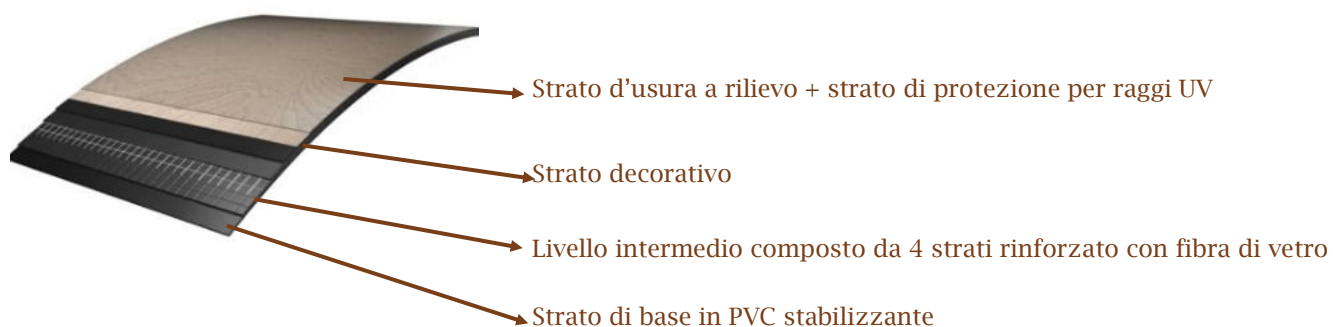 Strato d'usura a rilievo + strato di protezione per raggi UV
Strato decorativo
Livello intermedio composto da 4 strati rinforzato con fibra di vetro
Strato di base in PVC stabilizzante